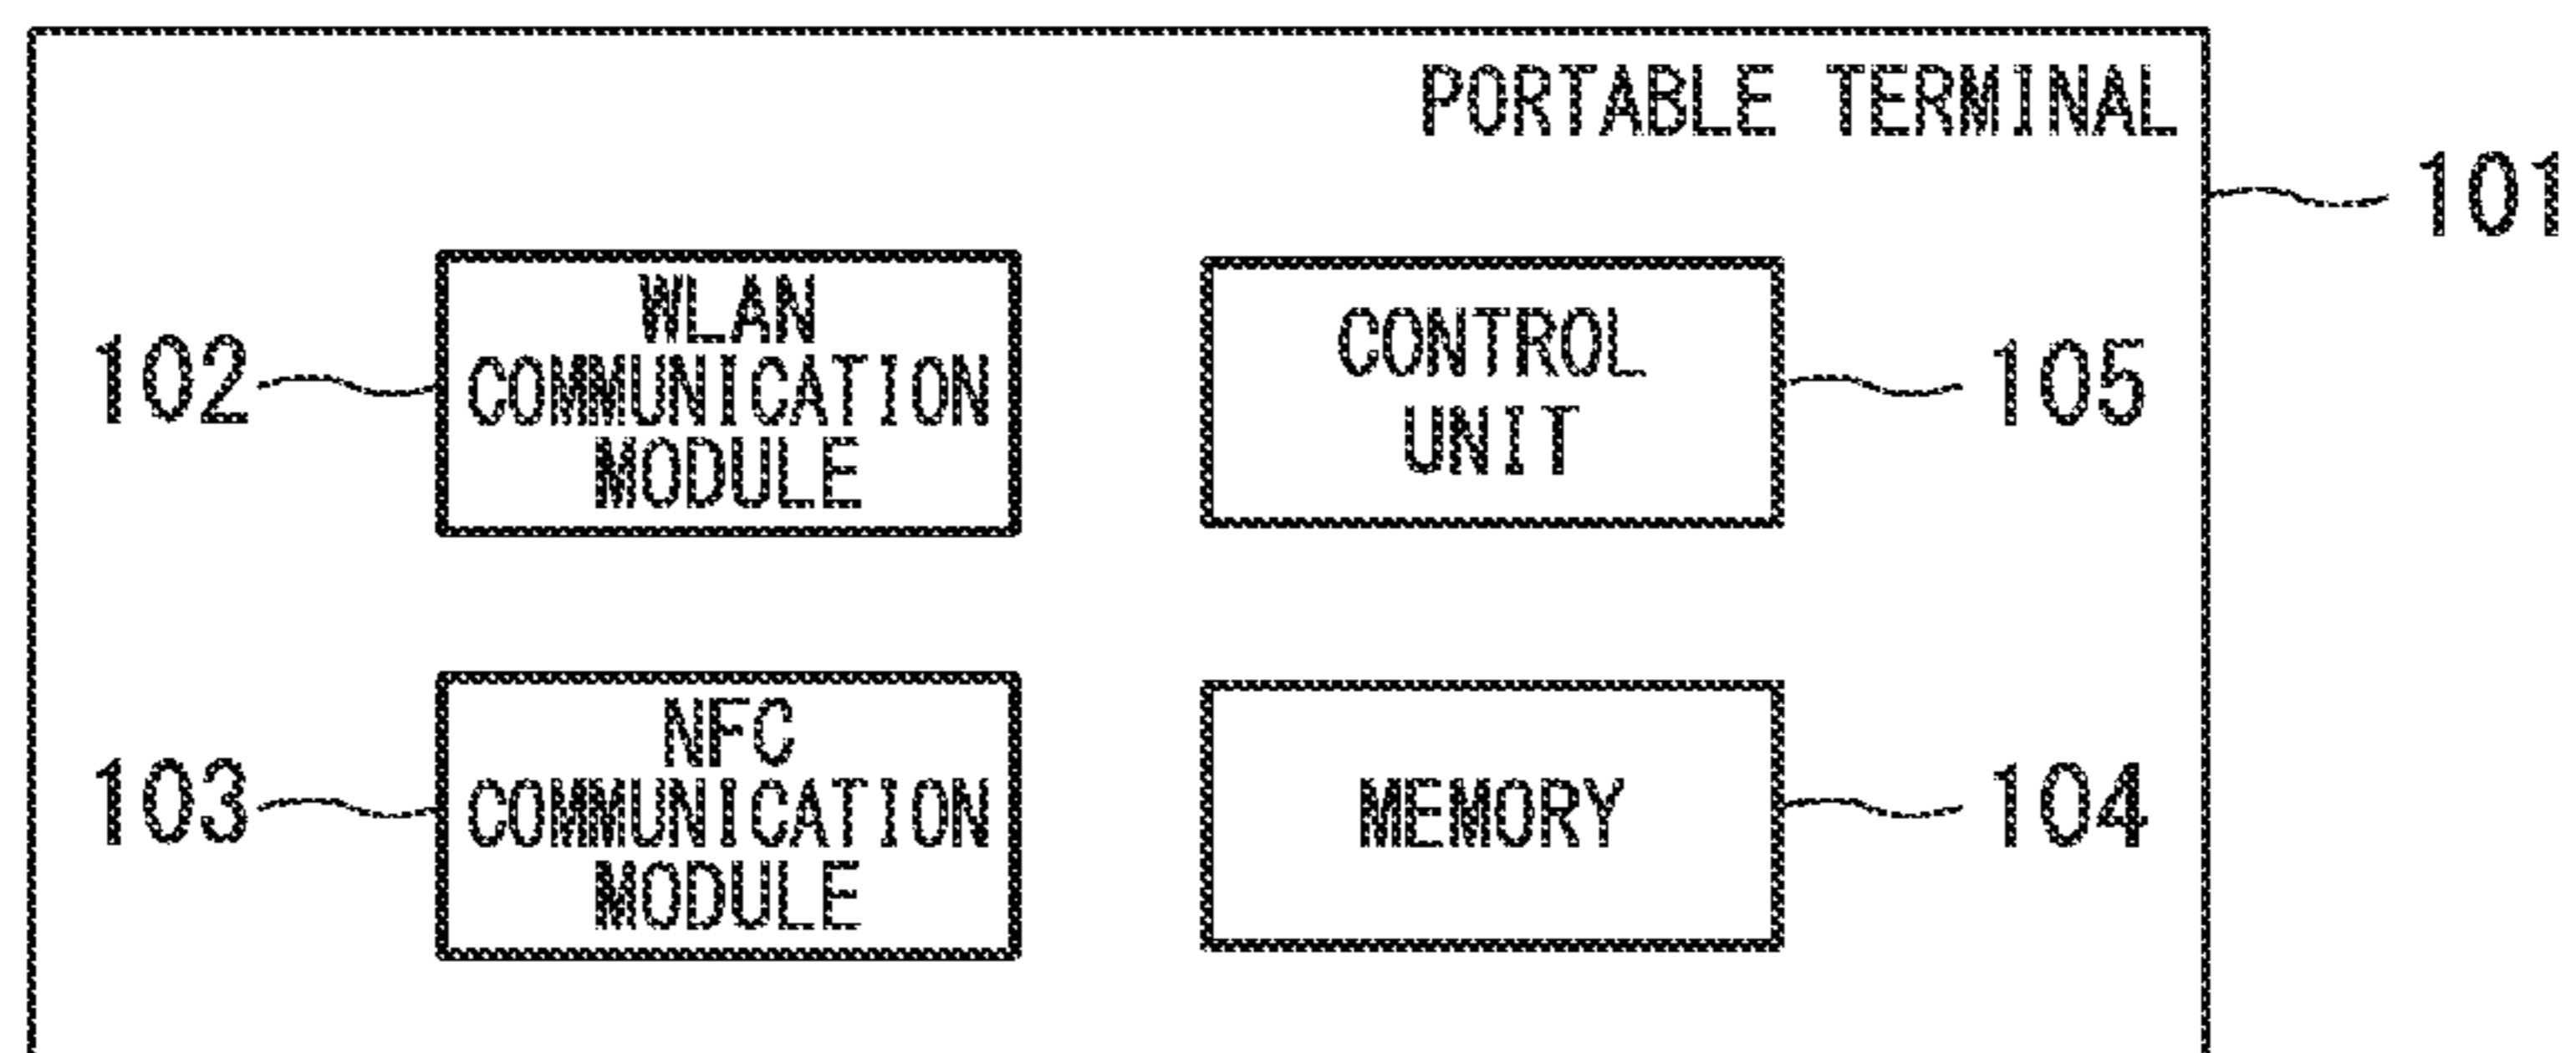 PORTABLE TERMINAL
101
WLAN
COMMUNICATION
MODULE
102
CONTROL
UNIT
105
NFC
COMMUNICATION
MODULE
103
MEMORY
104